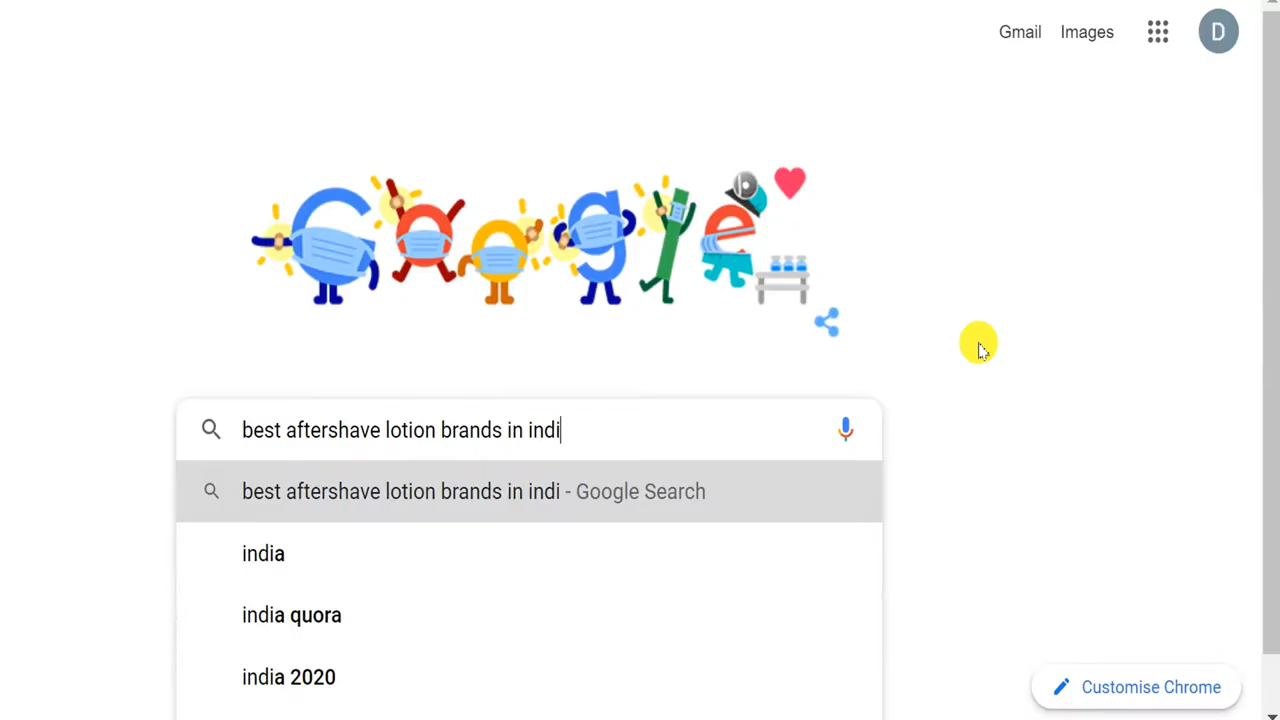 Gmail Images D
Google
best aftershave lotion brands in indi
best aftershave lotion brands in indi - Google Search
india
india quora
india 2020
Customise Chrome